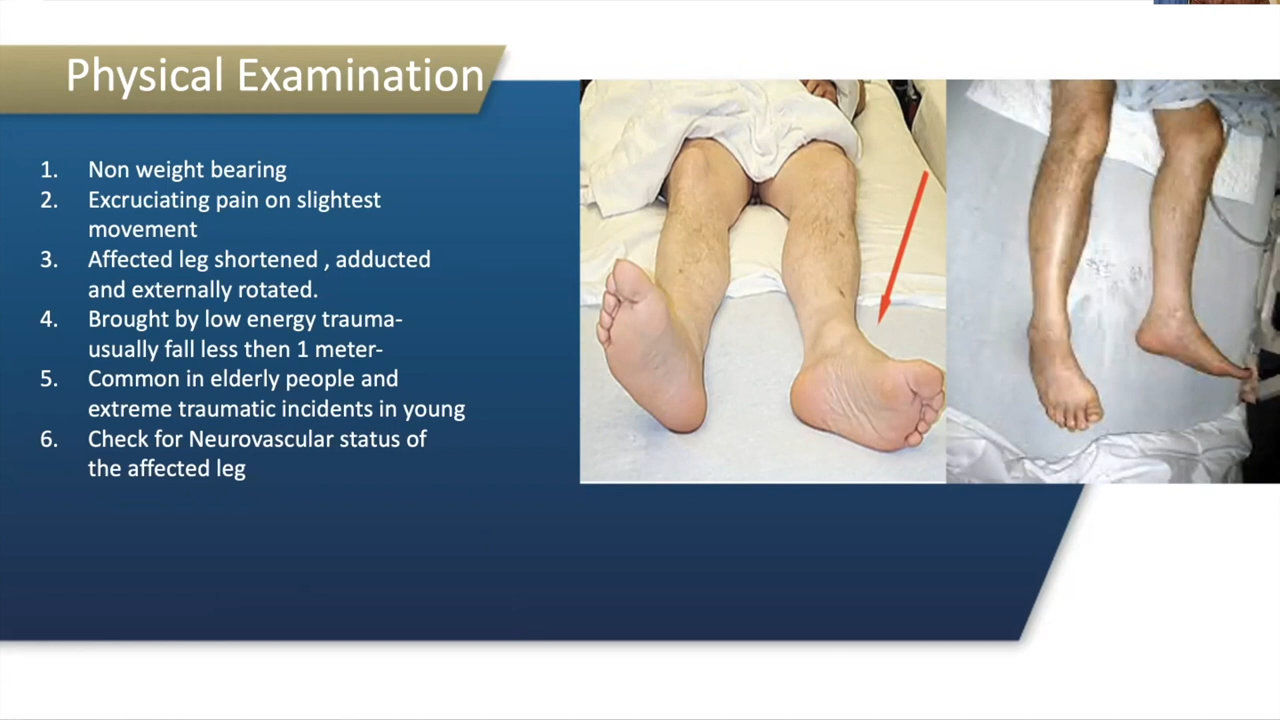 Physical Examination
1. Non weight bearing
2. Excruciating pain on slightest
movement
3. Affected leg shortened , adducted
and externally rotated.
4. Brought by low energy trauma-
usually fall less then 1 meter-
5. Common in elderly people and
extreme traumatic incidents in young
6. Check for Neurovascular status of
the affected leg